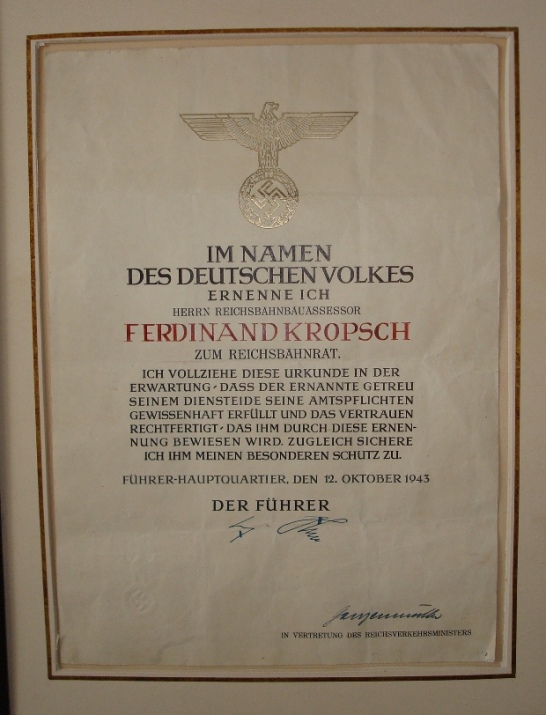 IM NAMEN
DES DEUTSCHEN VOLKES
ERNENNE ICH
HERRN REICHSBAHNBAUASSESSOR
FERDINAND KROPSCH
ZUM REICHSBAHNRAT.
ICH VOLLZIEHE DIESE URKUNDE IN DER
ERWARTUNG, DASS DER ERNANNTE GETREU
SEINEM DIENSTEIDE SEINE AMTSPFLICHTEN
GEWISSENHAFT ERFÜLLT UND DAS VERTRAUEN
RECHTFERTIGT, DAS IHM DURCH DIESE ERNEN-
NUNG BEWIESEN WIRD. ZUGLEICH SICHERE
ICH IHM MEINEN BESONDEREN SCHUTZ ZU.
FÜHRER-HAUPTQUARTIER, DEN 12. OKTOBER 1943
DER FÜHRER
IN VERTRETUNG DES REICHSVERKEHRSMINISTERS